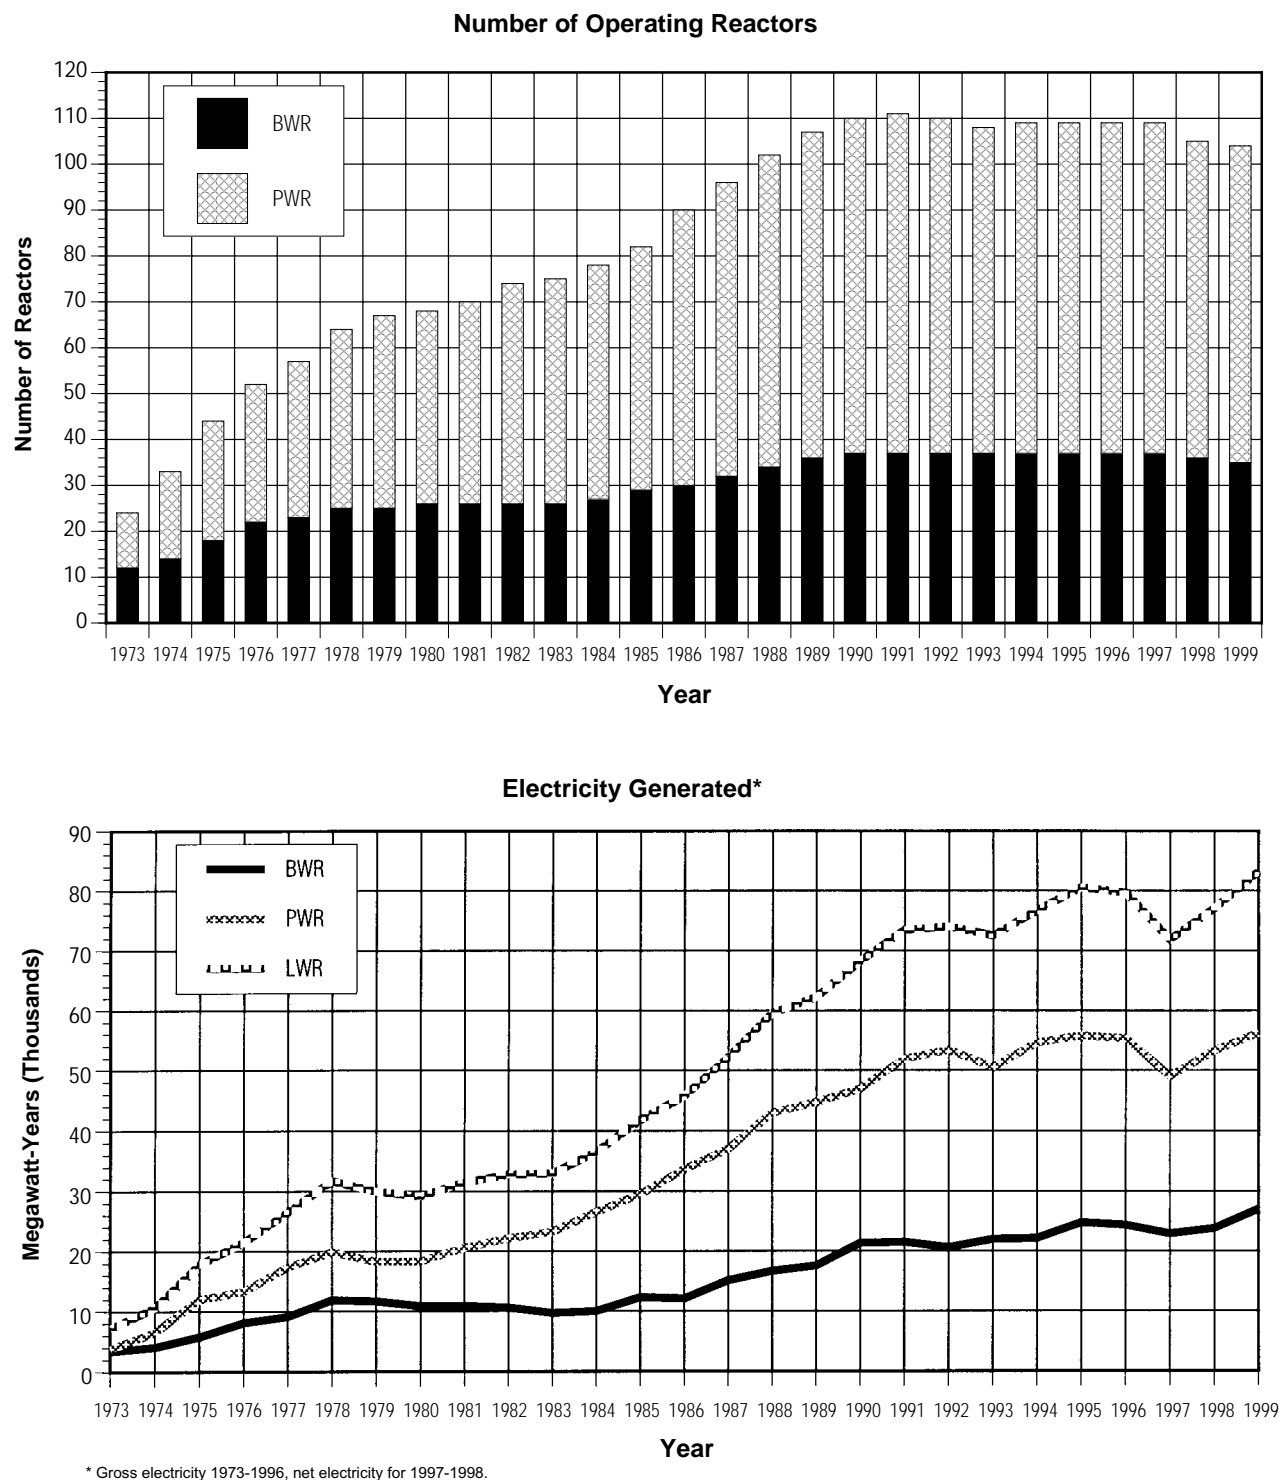 Number of Operating Reactors
120
110
100
90
80
70
60
50
40
30
20
10
0
BWR
PWR
Number of Reactors
1973 1974 1975 1976 1977 1978 1979 1980 1981 1982 1983 1984 1985 1986 1987 1988 1989 1990 1991 1992 1993 1994 1995 1996 1997 1998 1999
Year
Electricity Generated*
90
80
70
60
50
40
30
20
10
0
BWR
PWR
LWR
Megawatt-Years (Thousands)
1973 1974 1975 1976 1977 1978 1979 1980 1981 1982 1983 1984 1985 1986 1987 1988 1989 1990 1991 1992 1993 1994 1995 1996 1997 1998 1999
Year
* Gross electricity 1973-1996, net electricity for 1997-1998.